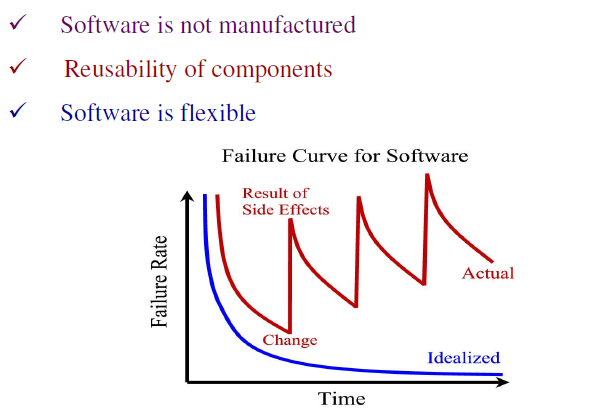 ✓ Software is not manufactured
✓ Reusability of components
✓ Software is flexible
Failure Curve for Software
Result of
Side Effects
Failure Rate
Actual
Change
Idealized
Time